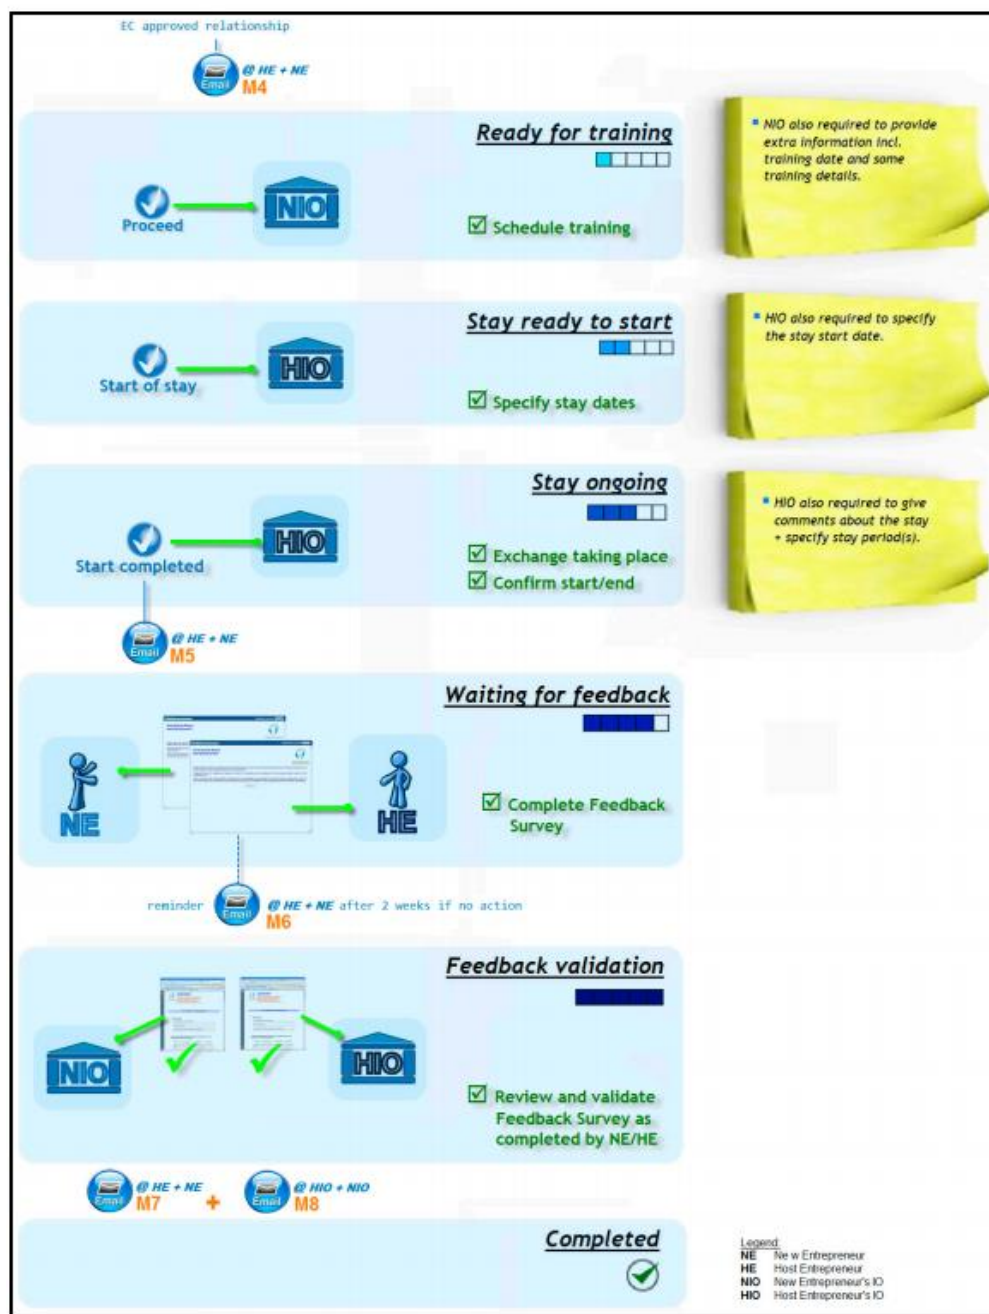 EC approved relationship
Email
@ HE + NE
M4
Ready for training
NIO
Proceed
Schedule training
NIO also required to provide
extra information incl.
training date and some
training details.
Stay ready to start
HIO
Start of stay
Specify stay dates
HIO also required to specify
the stay start date.
Stay ongoing
HIO
Start completed
Exchange taking place
Confirm start/end
HIO also required to give
comments about the stay
+ specify stay period(s).
Email
@ HE + NE
M5
Waiting for feedback
NE
HE
Complete Feedback
Survey
reminder
Email
@ HE + NE after 2 weeks if no action
M6
Feedback validation
NIO
HIO
Review and validate
Feedback Survey as
completed by NE/HE
Email
@ HE + NE
M7
+
Email
@ HIO + NIO
M8
Completed
Legend:
NE New Entrepreneur
HE Host Entrepreneur
NIO New Entrepreneur's IO
HIO Host Entrepreneur's IO